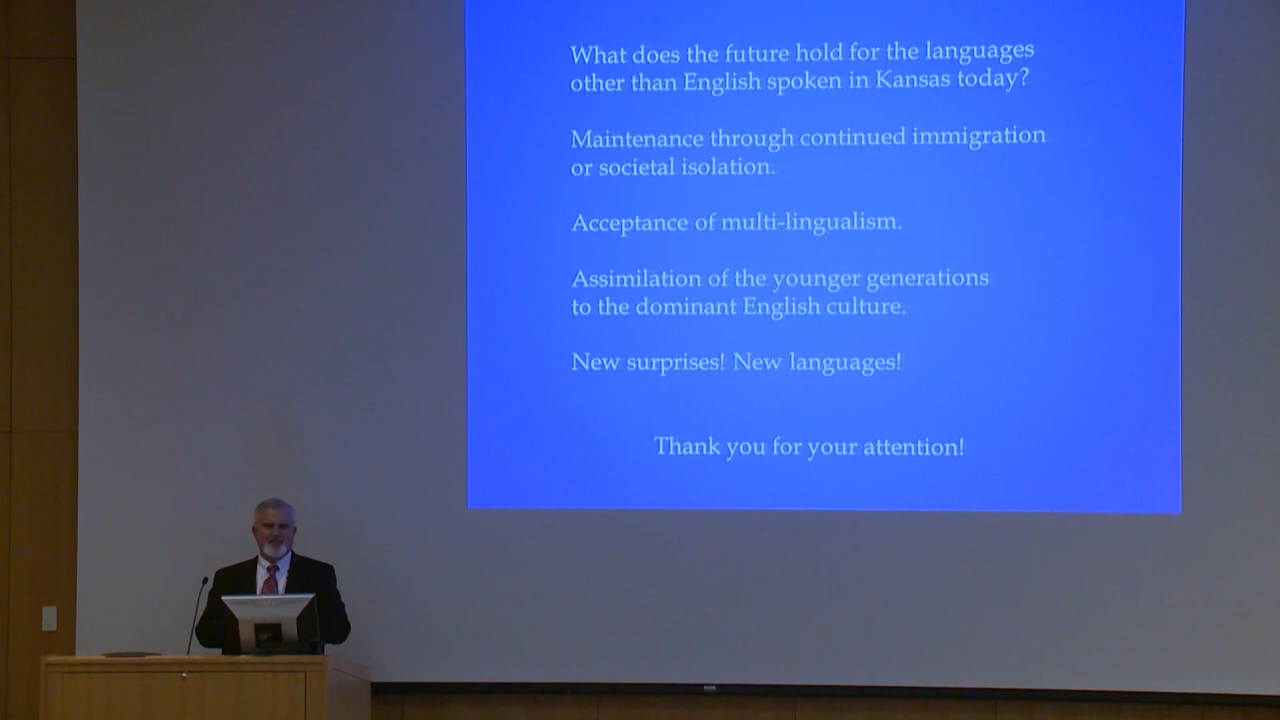 What does the future hold for the languages
other than English spoken in Kansas today?
Maintenance through continued immigration
or societal isolation.
Acceptance of multi-lingualism.
Assimilation of the younger generations
to the dominant English culture.
New surprises! New languages!
Thank you for your attention!